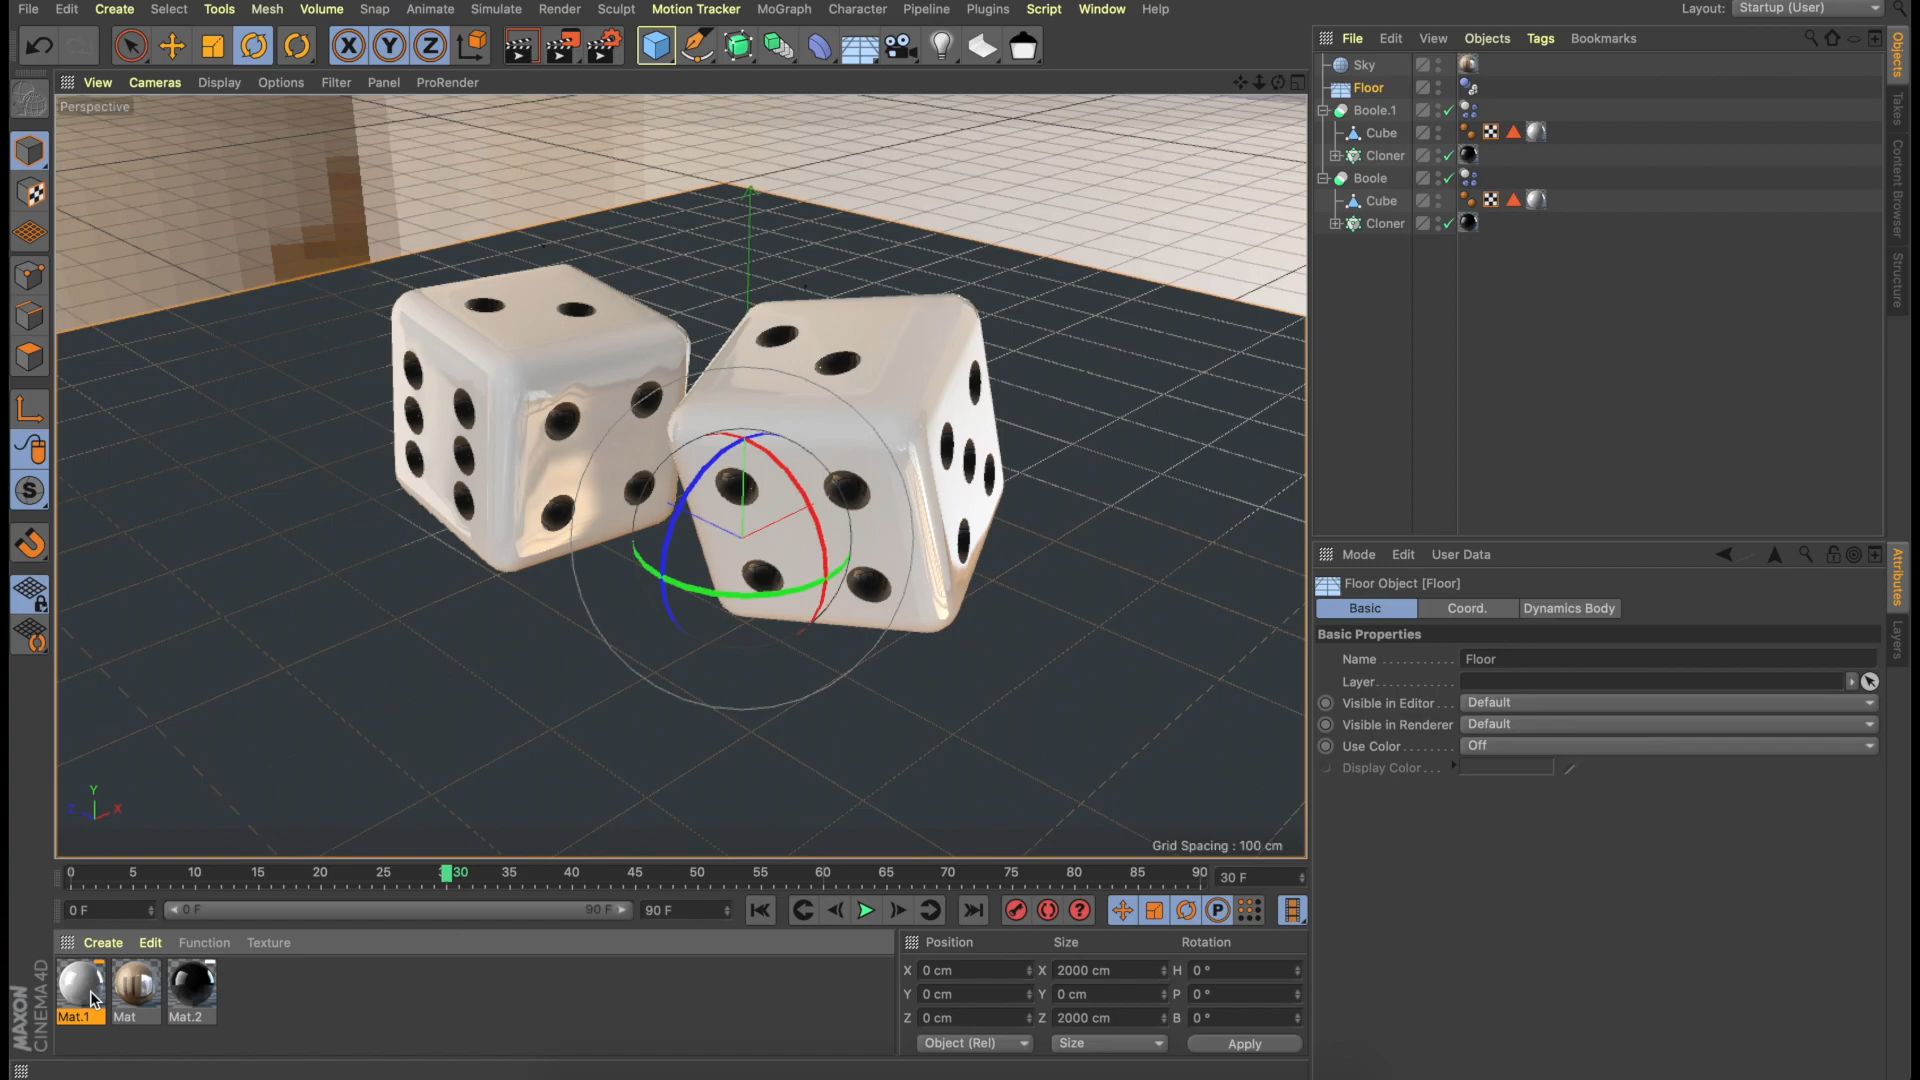 File Edit Create Select Tools Mesh Volume Snap Animate Simulate Render Sculpt Motion Tracker MoGraph Character Pipeline Plugins Script Window Help Layout: Startup (User)
X Y Z
View Cameras Display Options Filter Panel ProRender
Perspective
Grid Spacing : 100 cm
Y
Z X
S
0 5 10 15 20 25 30 35 40 45 50 55 60 65 70 75 80 85 90 30 F
0 F 0 F 90 F 90 F P
Create Edit Function Texture
Mat.1 Mat Mat.2
MAXON
CINEMA 4D
Position Size Rotation
X 0 cm X 2000 cm H 0 °
Y 0 cm Y 0 cm P 0 °
Z 0 cm Z 2000 cm B 0 °
Object (Rel) Size Apply
File Edit View Objects Tags Bookmarks
Sky
Floor
Boole.1
Cube
Cloner
Boole
Cube
Cloner
Objects
Takes
Content Browser
Structure
Mode Edit User Data
Floor Object [Floor]
Basic Coord. Dynamics Body
Basic Properties
Name . . . . . . . . . . . Floor
Layer. . . . . . . . . . . .
Visible in Editor . . . Default
Visible in Renderer Default
Use Color . . . . . . . . Off
Display Color . . .
Attributes
Layers